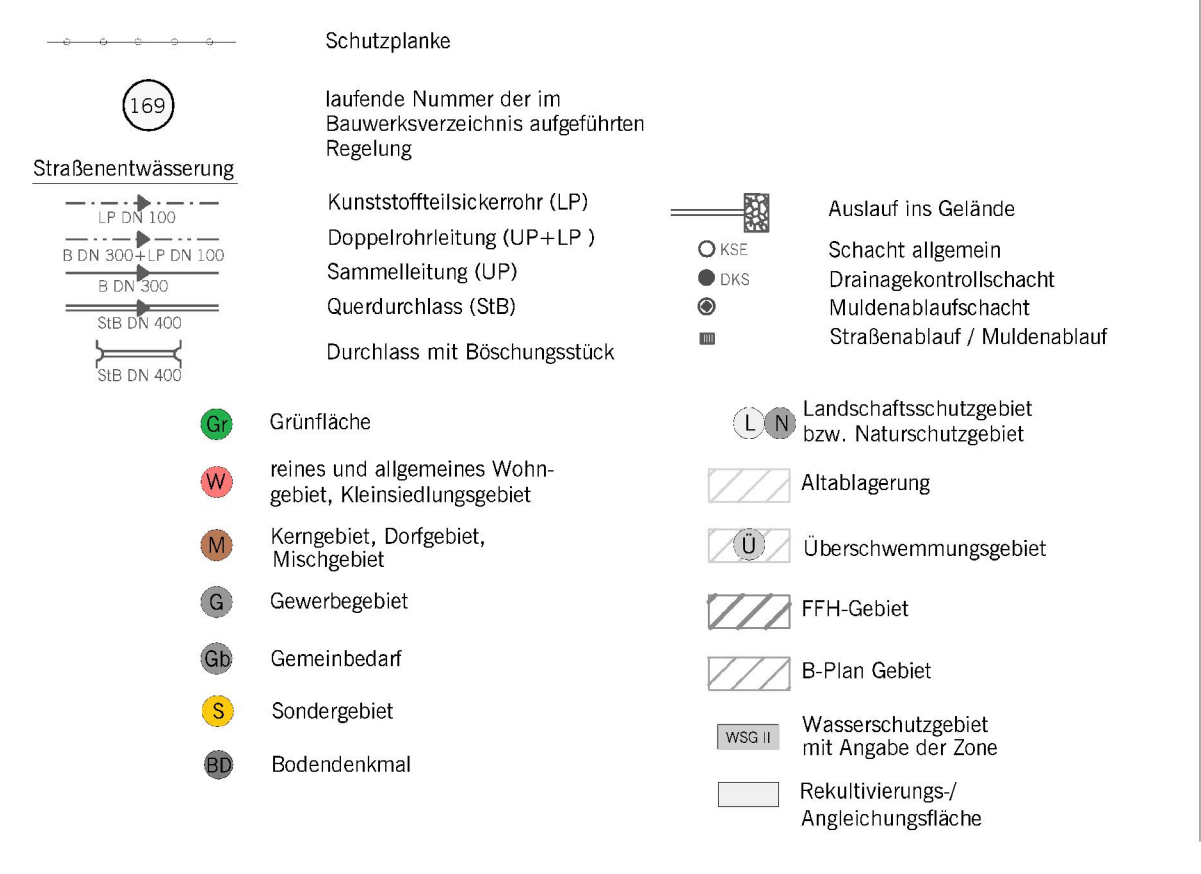 Schutzplanke
169
laufende Nummer der im
Bauwerksverzeichnis aufgeführten
Regelung
Straßenentwässerung
LP DN 100
Kunststoffteilsickerrohr (LP)
B DN 300+LP DN 100
Doppelrohrleitung (UP+LP )
B DN 300
Sammelleitung (UP)
StB DN 400
Querdurchlass (StB)
StB DN 400
Durchlass mit Böschungsstück
Auslauf ins Gelände
KSE Schacht allgemein
DKS Drainagekontrollschacht
Muldenablaufschacht
Straßenablauf / Muldenablauf
Gr Grünfläche
W reines und allgemeines Wohn-
gebiet, Kleinsiedlungsgebiet
M Kerngebiet, Dorfgebiet,
Mischgebiet
G Gewerbegebiet
Gb Gemeinbedarf
S Sondergebiet
BD Bodendenkmal
L N Landschaftsschutzgebiet
bzw. Naturschutzgebiet
Altablagerung
Ü Überschwemmungsgebiet
FFH-Gebiet
B-Plan Gebiet
WSG II Wasserschutzgebiet
mit Angabe der Zone
Rekultivierungs-/
Angleichungsfläche